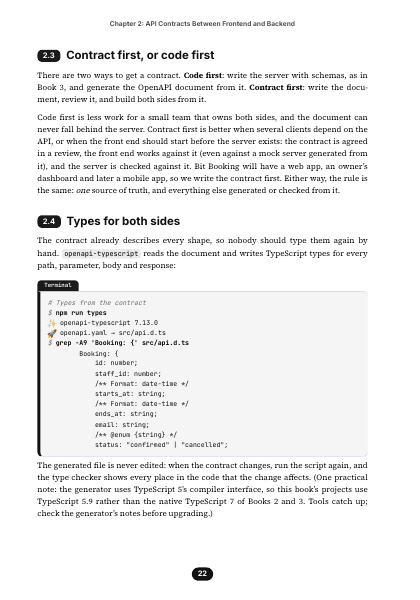 Chapter 2: API Contracts Between Frontend and Backend
2.3 Contract first, or code first
There are two ways to get a contract. Code first: write the server with schemas, as in
Book 3, and generate the OpenAPI document from it. Contract first: write the docu-
ment, review it, and build both sides from it.
Code first is less work for a small team that owns both sides, and the document can
never fall behind the server. Contract first is better when several clients depend on the
API, or when the front end should start before the server exists: the contract is agreed
in a review, the front end works against it (even against a mock server generated from
it), and the server is checked against it. Bit Booking will have a web app, an owner's
dashboard and later a mobile app, so we write the contract first. Either way, the rule is
the same: one source of truth, and everything else generated or checked from it.
2.4 Types for both sides
The contract already describes every shape, so nobody should type them again by
hand. openapi-typescript reads the document and writes TypeScript types for every
path, parameter, body and response:
Terminal
# Types from the contract
$ npm run types
✨ openapi-typescript 7.13.0
🚀 openapi.yaml → src/api.d.ts
$ grep -A9 'Booking: {' src/api.d.ts
Booking: {
id: number;
staff_id: number;
/** Format: date-time */
starts_at: string;
/** Format: date-time */
ends_at: string;
email: string;
/** @enum {string} */
status: "confirmed" | "cancelled";
The generated file is never edited: when the contract changes, run the script again, and
the type checker shows every place in the code that the change affects. (One practical
note: the generator uses TypeScript 5's compiler interface, so this book's projects use
TypeScript 5.9 rather than the native TypeScript 7 of Books 2 and 3. Tools catch up;
check the generator's notes before upgrading.)
22